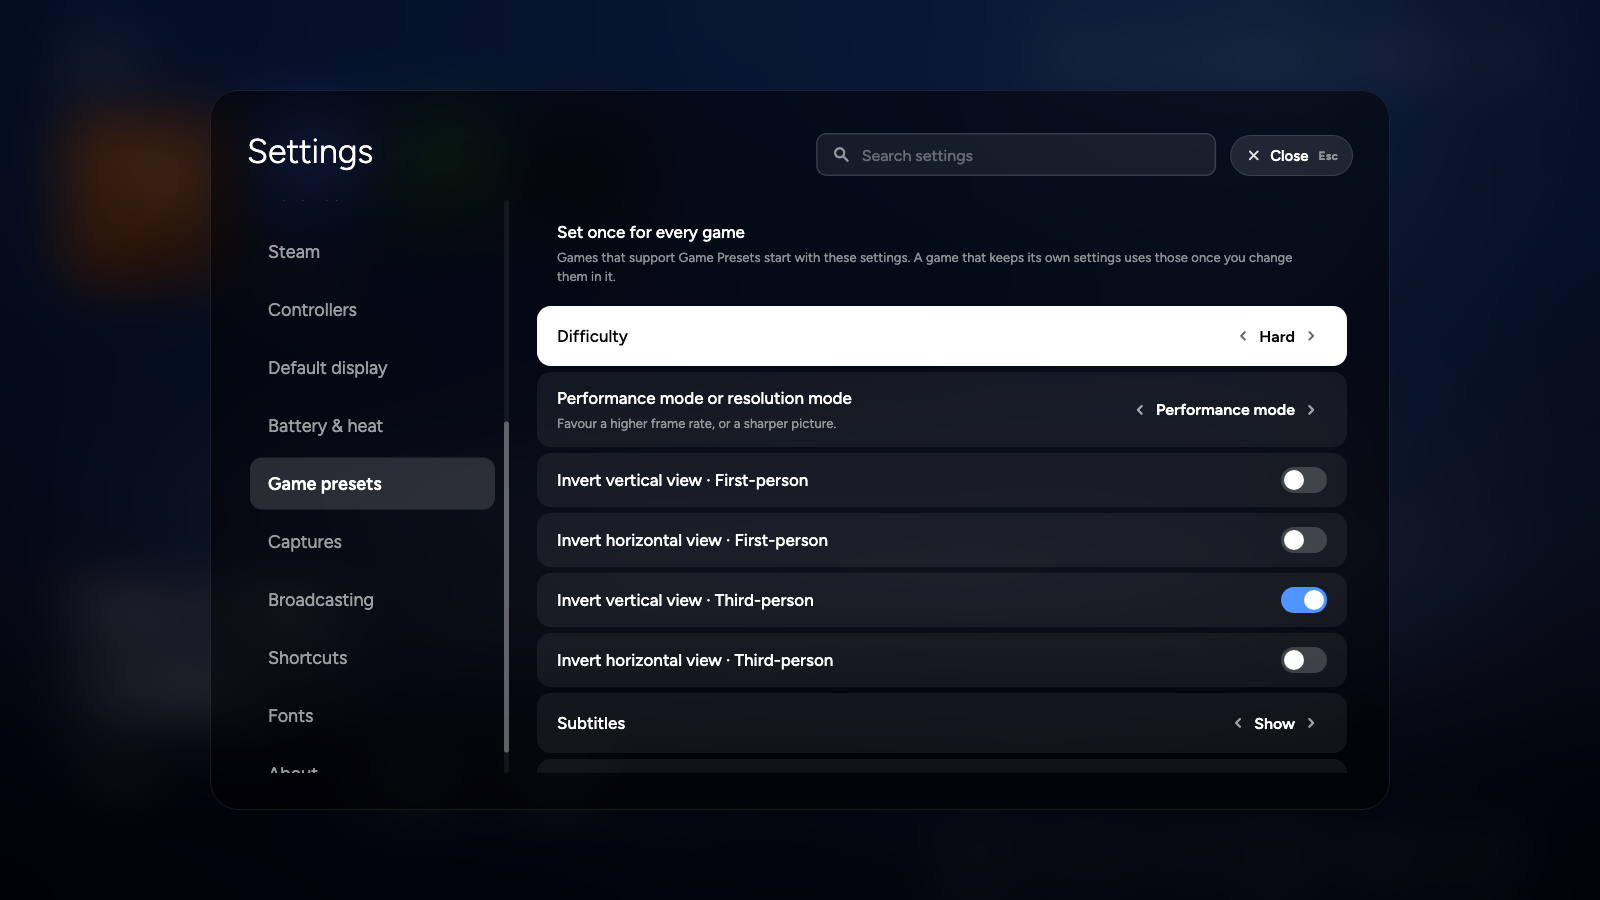 Settings
Search settings
Close Esc
Steam
Controllers
Default display
Battery & heat
Game presets
Captures
Broadcasting
Shortcuts
Fonts
About
Set once for every game
Games that support Game Presets start with these settings. A game that keeps its own settings uses those once you change
them in it.
Difficulty
Hard
Performance mode or resolution mode
Favour a higher frame rate, or a sharper picture.
Performance mode
Invert vertical view · First-person
Invert horizontal view · First-person
Invert vertical view · Third-person
Invert horizontal view · Third-person
Subtitles
Show